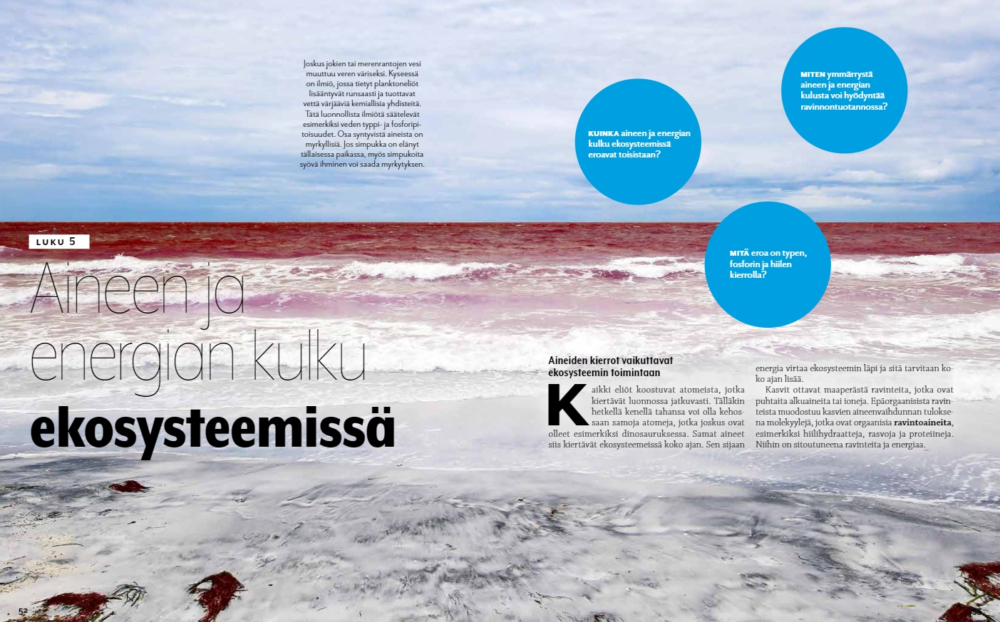 Joskus jokien tai merenrantojen vesi
muuttuu veren väriseksi. Kyseessä
on ilmiö, jossa tietyt planktoneliöt
lisääntyvät runsaasti ja tuottavat
vettä värjääviä kemiallisia yhdisteitä.
Tätä luonnollista ilmiötä säätelevät
esimerkiksi veden typpi- ja fosforipi-
toisuudet. Osa syntyvistä aineista on
myrkyllisiä. Jos simpukka on elänyt
tällaisessa paikassa, myös simpukoita
syövä ihminen voi saada myrkytyksen.
LUKU 5
Aineen ja
energian kulku
ekosysteemissä
52
KUINKA aineen ja energian
kulku ekosysteemissä
eroavat toisistaan?
MITEN ymmärrystä
aineen ja energian
kulusta voi hyödyntää
ravinnontuotannossa?
MITÄ eroa on typen,
fosforin ja hiilen
kierrolla?
Aineiden kierrot vaikuttavat
ekosysteemin toimintaan
Kaikki eliöt koostuvat atomeista, jotka
kiertävät luonnossa jatkuvasti. Tälläkin
hetkellä kenellä tahansa voi olla kehos-
saan samoja atomeja, jotka joskus ovat
olleet esimerkiksi dinosauruksessa. Samat aineet
siis kiertävät ekosysteemeissä koko ajan. Sen sijaan
energia virtaa ekosysteemin läpi ja sitä tarvitaan ko-
ko ajan lisää.
Kasvit ottavat maaperästä ravinteita, jotka ovat
puhtaita alkuaineita tai ioneja. Epäorgaanisista ravin-
teista muodostuu kasvien aineenvaihdunnan tulokse-
na molekyylejä, jotka ovat orgaanisia ravintoaineita,
esimerkiksi hiilihydraatteja, rasvoja ja proteiineja.
Niihin on sitoutuneena ravinteita ja energiaa.
53